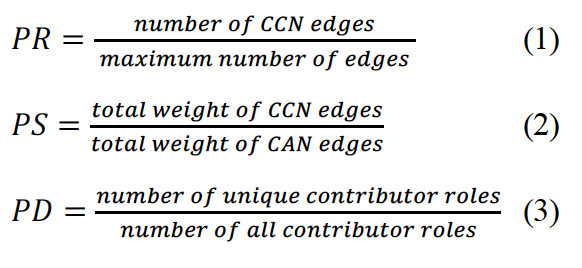 PR = number of CCN edges / maximum number of edges (1)
PS = total weight of CCN edges / total weight of CAN edges (2)
PD = number of unique contributor roles / number of all contributor roles (3)